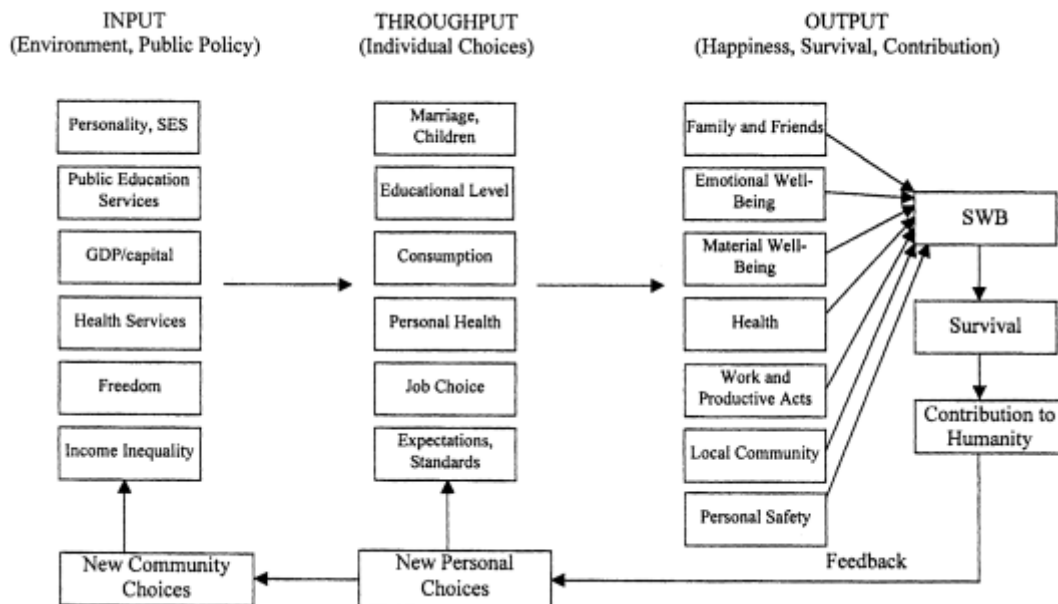 INPUT
(Environment, Public Policy)
THROUGHPUT
(Individual Choices)
OUTPUT
(Happiness, Survival, Contribution)
Personality, SES
Public Education
Services
GDP/capital
Health Services
Freedom
Income Inequality
New Community
Choices
Marriage,
Children
Educational Level
Consumption
Personal Health
Job Choice
Expectations,
Standards
New Personal
Choices
Family and Friends
Emotional Well-
Being
Material Well-
Being
Health
Work and
Productive Acts
Local Community
Personal Safety
SWB
Survival
Contribution to
Humanity
Feedback